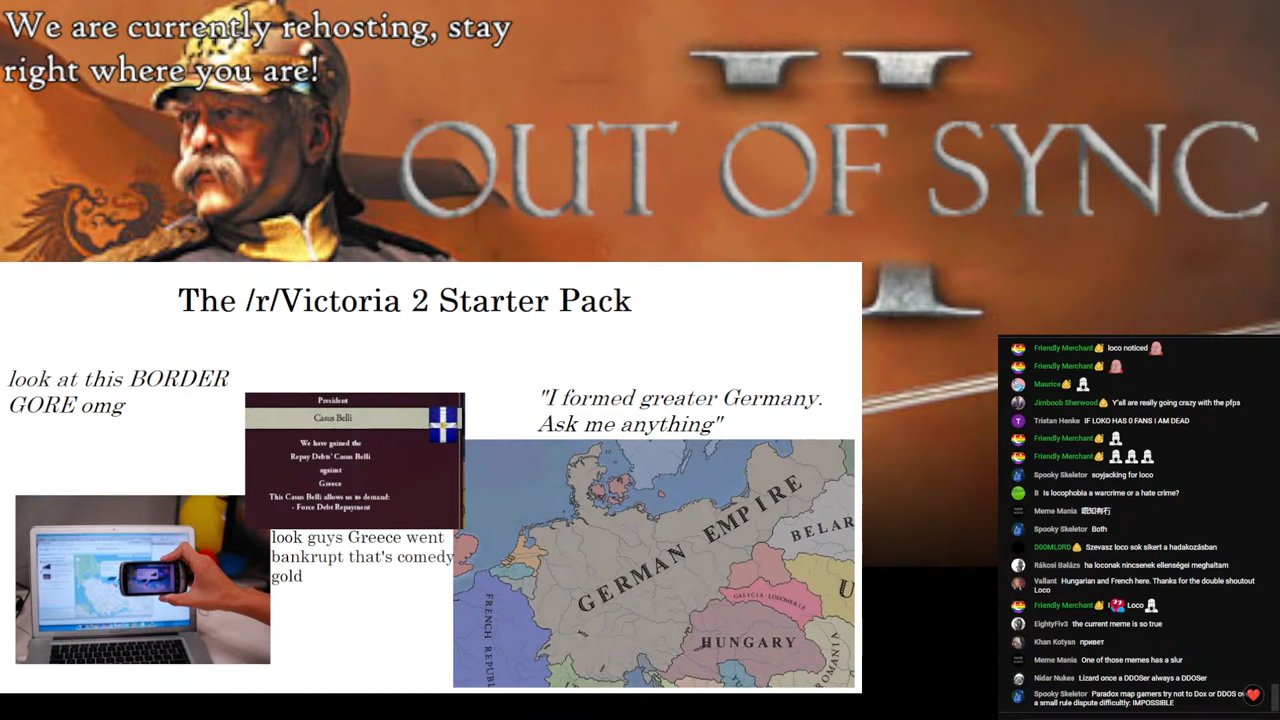 We are currently rehosting, stay
right where you are!
II
OUT OF SYNC
The /r/Victoria 2 Starter Pack
look at this BORDER
GORE omg
President
Casus Belli
We have gained the
Repay Debts' Casus Belli
against
Greece
This Casus Belli allows us to demand:
- Force Debt Repayment
look guys Greece went
bankrupt that's comedy
gold
"I formed greater Germany.
Ask me anything"
GERMAN EMPIRE
BELAR
U
GALICIA-LODOMERIA
FRENCH REPUBL
HUNGARY
ROMANIA
Friendly Merchant loco noticed
Friendly Merchant
Maurice
Jimboob Sherwood Y'all are really going crazy with the pfps
Tristan Henke IF LOKO HAS 0 FANS I AM DEAD
Friendly Merchant
Friendly Merchant
Spooky Skeletor soyjacking for loco
B Is locophobia a warcrime or a hate crime?
Meme Mania
Spooky Skeletor Both
D00ML0RD Szevasz loco sok sikert a hadakozásban
Rákosi Balázs ha loconak nincsenek ellenségei meghaltam
Vallant Hungarian and French here. Thanks for the double shoutout
Loco
Friendly Merchant I Loco
EightyFiv3 the current meme is so true
Khan Kotyan привет
Meme Mania One of those memes has a slur
Nidar Nukes Lizard once a DDOSer always a DDOSer
Spooky Skeletor Paradox map gamers try not to Dox or DDOS ov
a small rule dispute difficultly: IMPOSSIBLE